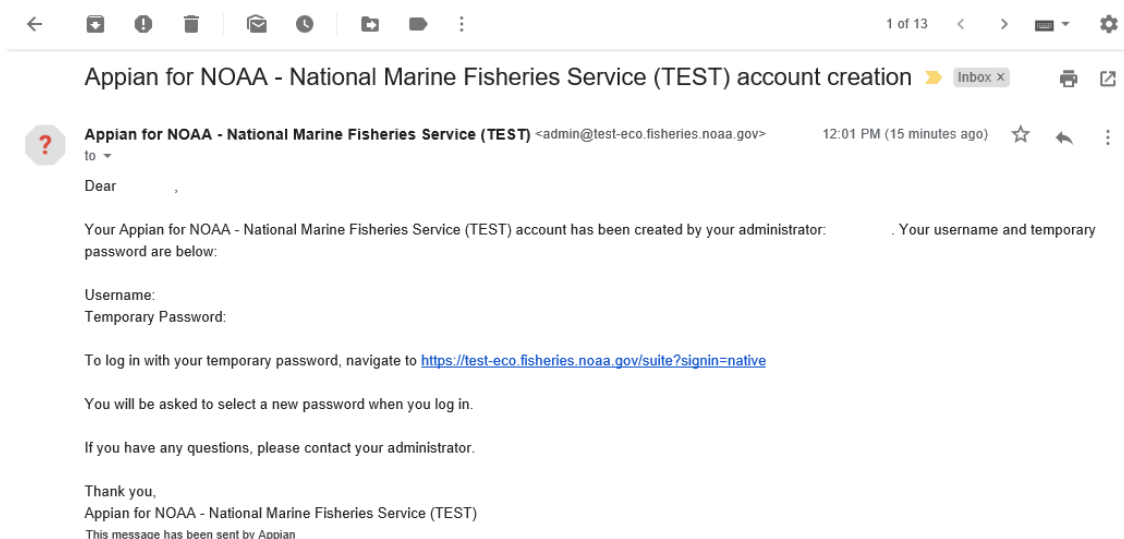 1 of 13
Appian for NOAA - National Marine Fisheries Service (TEST) account creation Inbox x
?
Appian for NOAA - National Marine Fisheries Service (TEST) <admin@test-eco.fisheries.noaa.gov> 12:01 PM (15 minutes ago)
to
Dear ,
Your Appian for NOAA - National Marine Fisheries Service (TEST) account has been created by your administrator: . Your username and temporary
password are below:
Username:
Temporary Password:
To log in with your temporary password, navigate to https://test-eco.fisheries.noaa.gov/suite?signin=native
You will be asked to select a new password when you log in.
If you have any questions, please contact your administrator.
Thank you,
Appian for NOAA - National Marine Fisheries Service (TEST)
This message has been sent by Appian